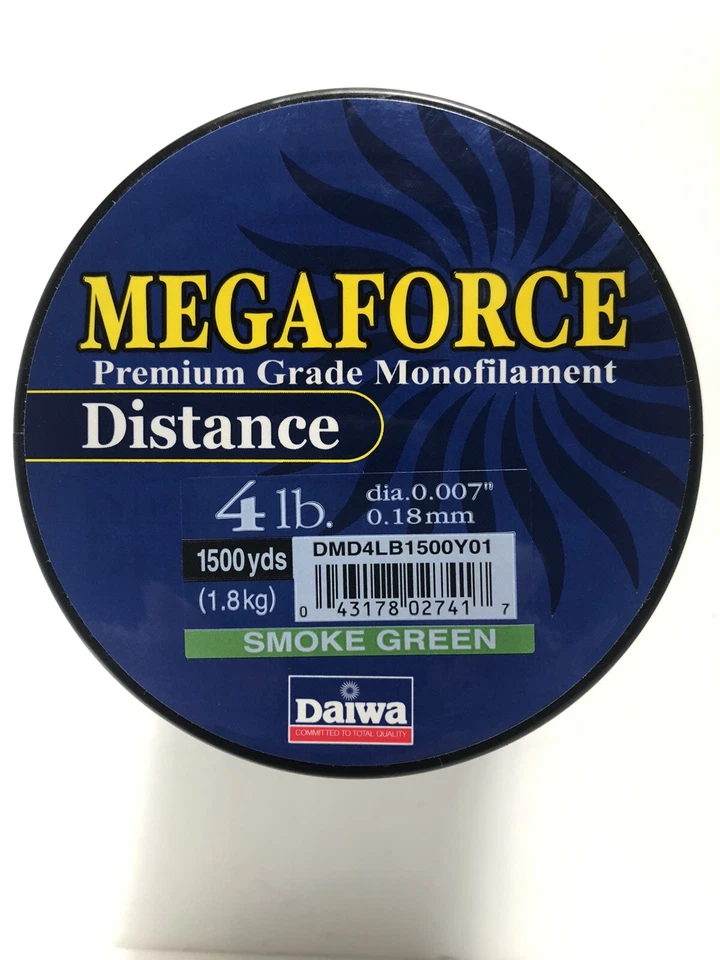 MEGAFORCE
Premium Grade Monofilament
Distance
4 lb. dia.0.007"
0.18mm
1500 yds DMD4LB1500Y01
(1.8kg)
0 43178 02741 7
SMOKE GREEN
Daiwa
COMMITTED TO TOTAL QUALITY